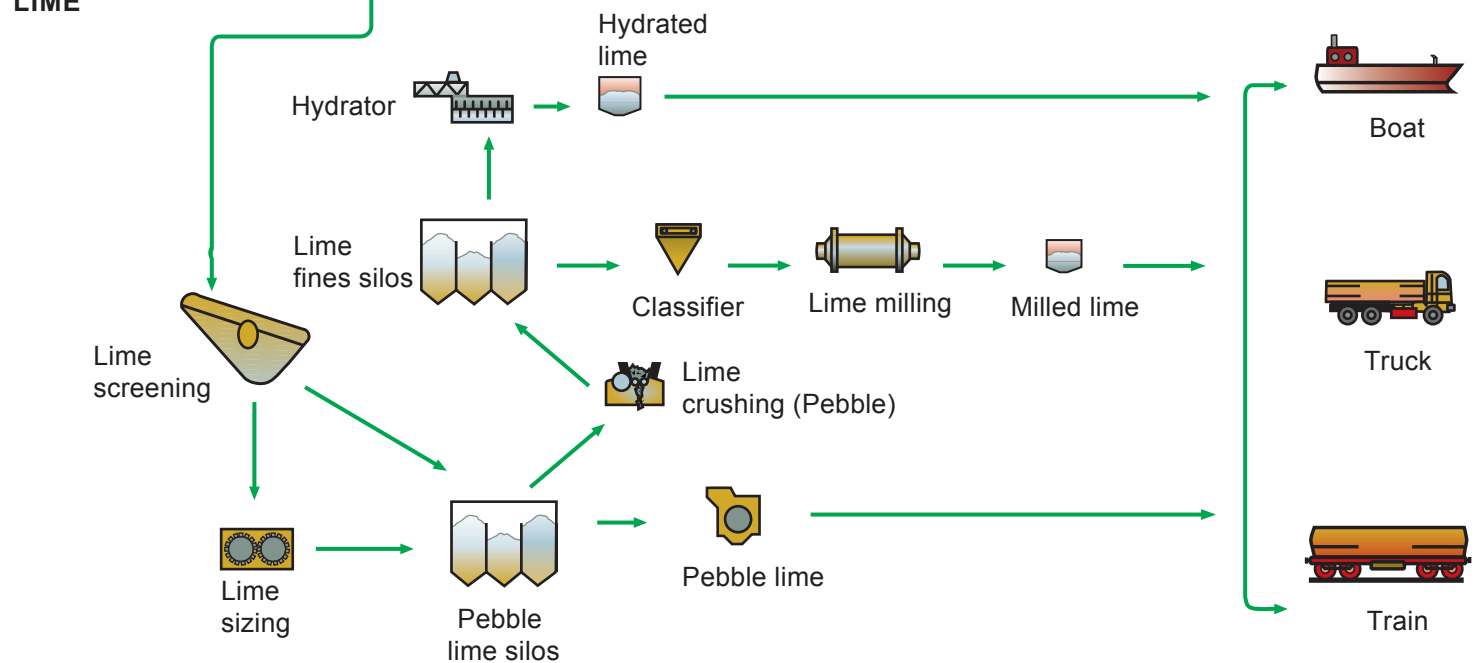 LIME
Hydrated
lime
Hydrator
Boat
Lime
fines silos
Classifier
Lime milling
Milled lime
Truck
Lime
screening
Lime
crushing (Pebble)
Pebble lime
Lime
sizing
Pebble
lime silos
Train